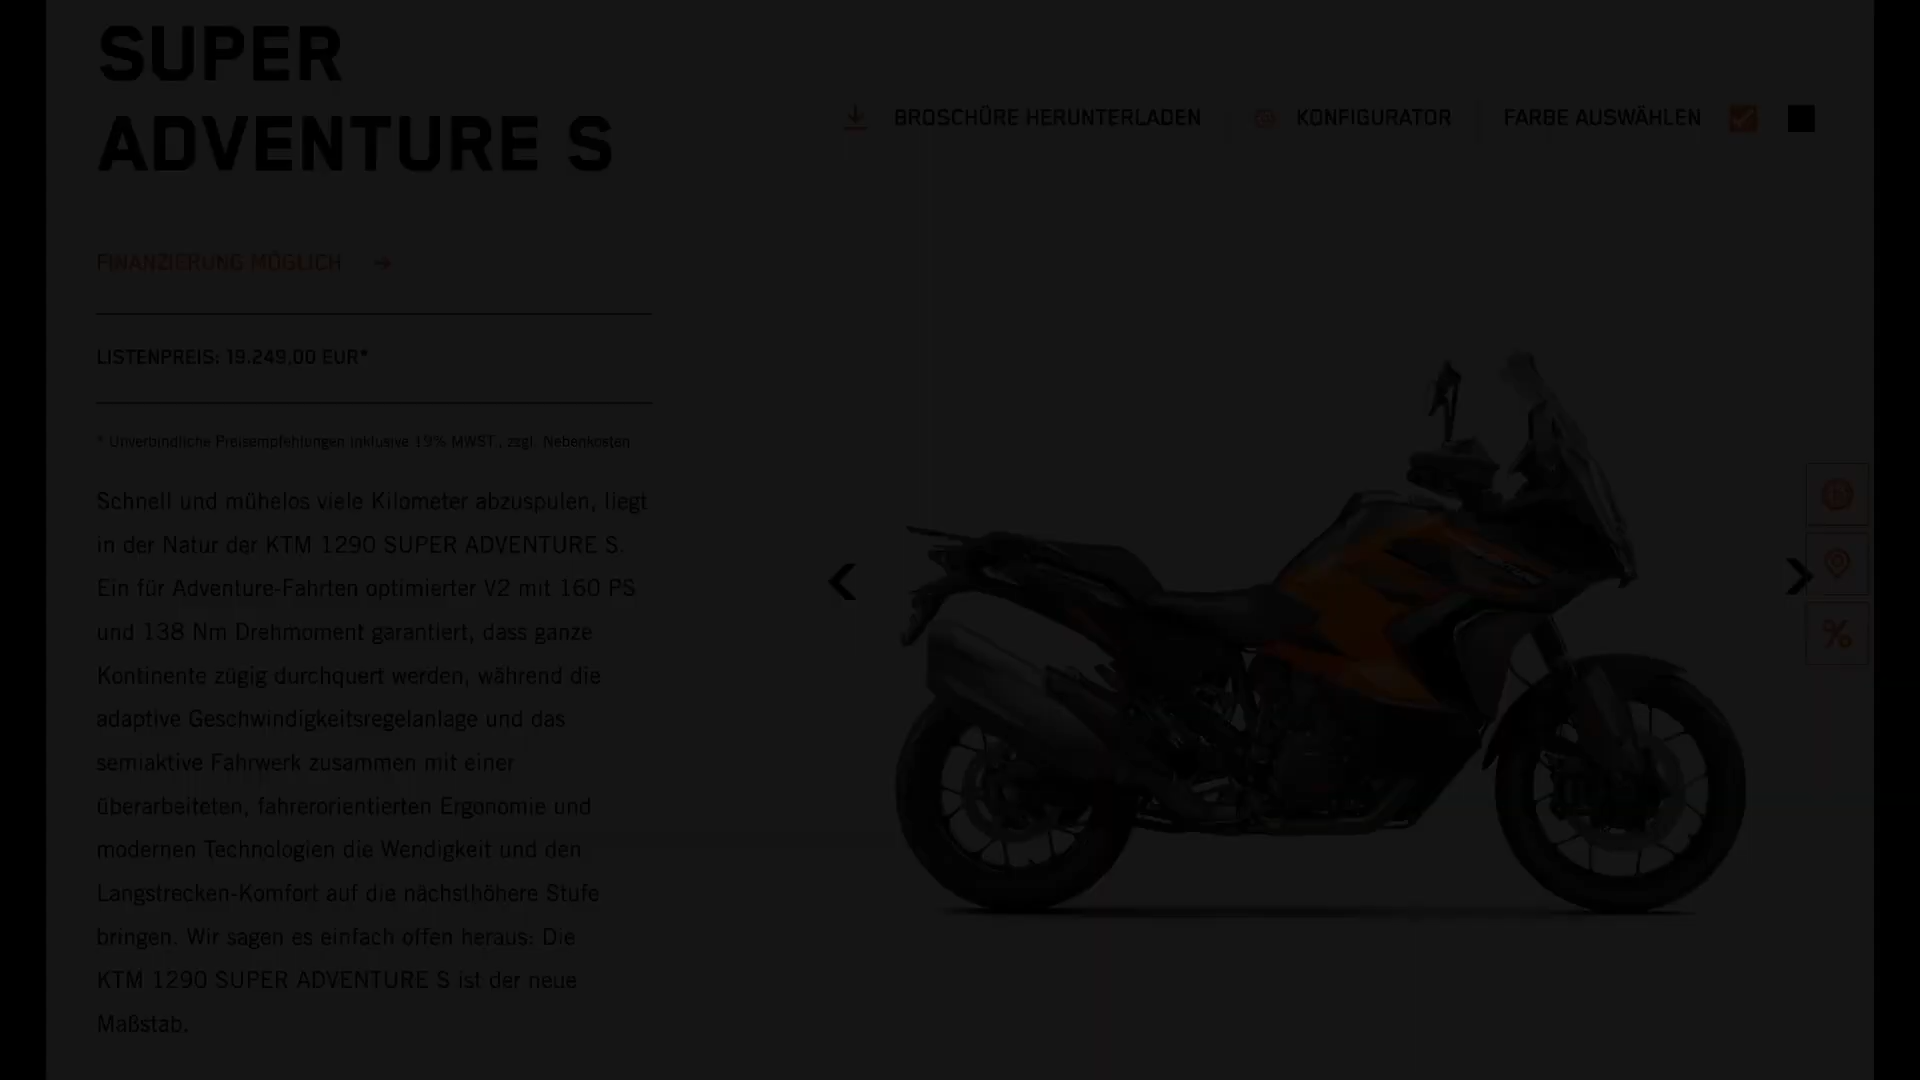 SUPER
ADVENTURE S
BROSCHÜRE HERUNTERLADEN
KONFIGURATOR
FARBE AUSWÄHLEN
FINANZIERUNG MÖGLICH
LISTENPREIS: 19.249,00 EUR*
* Unverbindliche Preisempfehlungen inklusive 19% MWST., zzgl. Nebenkosten
Schnell und mühelos viele Kilometer abzuspulen, liegt
in der Natur der KTM 1290 SUPER ADVENTURE S.
Ein für Adventure-Fahrten optimierter V2 mit 160 PS
und 138 Nm Drehmoment garantiert, dass ganze
Kontinente zügig durchquert werden, während die
adaptive Geschwindigkeitsregelanlage und das
semiaktive Fahrwerk zusammen mit einer
überarbeiteten, fahrerorientierten Ergonomie und
modernen Technologien die Wendigkeit und den
Langstrecken-Komfort auf die nächsthöhere Stufe
bringen. Wir sagen es einfach offen heraus: Die
KTM 1290 SUPER ADVENTURE S ist der neue
Maßstab.